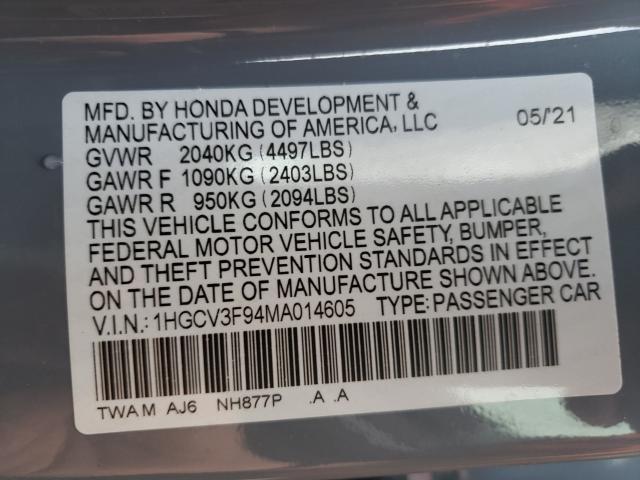 MFD. BY HONDA DEVELOPMENT &
MANUFACTURING OF AMERICA, LLC 05/'21
GVWR 2040KG (4497LBS)
GAWR F 1090KG (2403LBS)
GAWR R 950KG (2094LBS)
THIS VEHICLE CONFORMS TO ALL APPLICABLE
FEDERAL MOTOR VEHICLE SAFETY, BUMPER,
AND THEFT PREVENTION STANDARDS IN EFFECT
ON THE DATE OF MANUFACTURE SHOWN ABOVE.
V.I.N.: 1HGCV3F94MA014605 TYPE: PASSENGER CAR
TWA M AJ6 NH877P .A .A